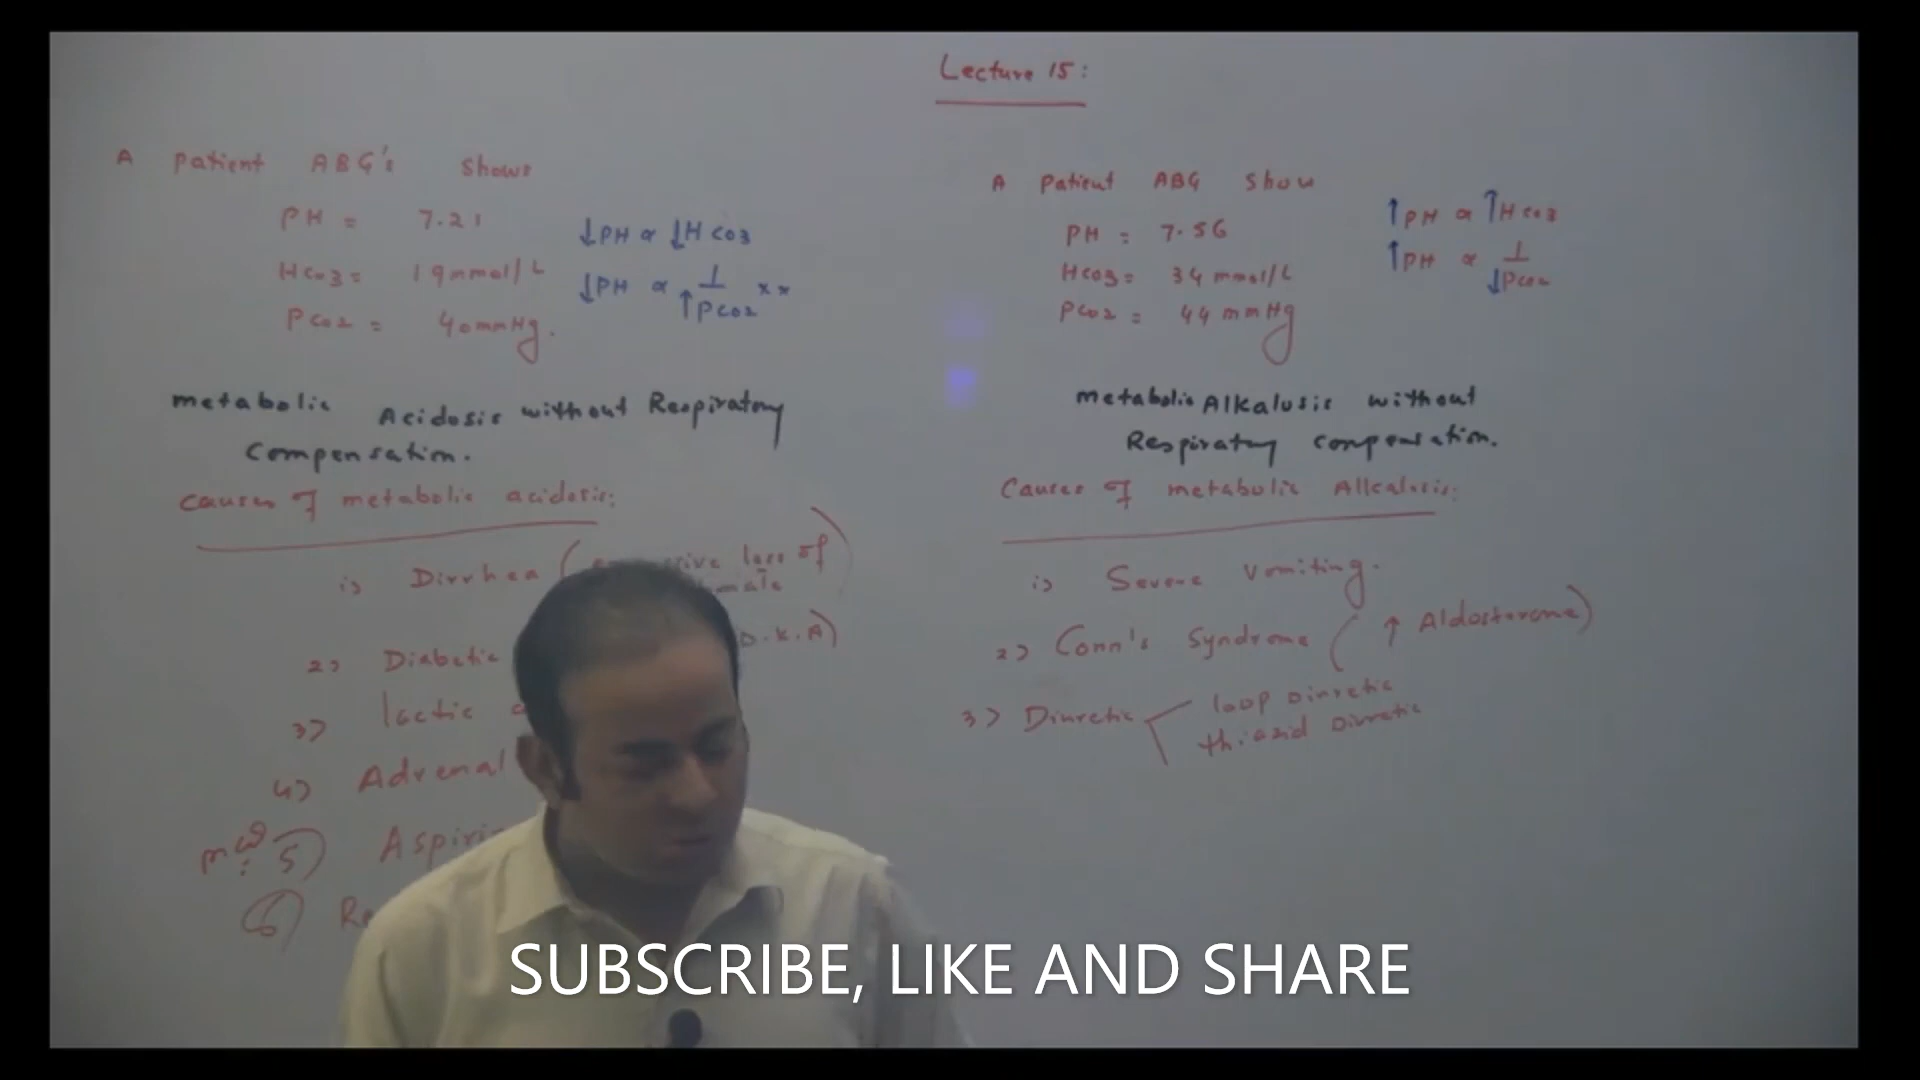 Lecture 15:
A Patient ABG's Shows
PH = 7.21
HCO3= 19mmol/L
PCO2 = 40mmHg.
↓PH ∝ ↓HCO3
↓PH ∝ 1/↑PCO2 xx
metabolic Acidosis without Respiratory
Compensation.
Causes of metabolic acidosis:
1) Dirrhea ( loss of
2) Diabetic D.K.A)
3) lactic
4) Adrenal
5)
6)
A Patient ABG Show
PH = 7.56
HCO3= 34 mmol/L
PCO2 = 44 mmHg
↑PH ∝ ↑HCO3
↑PH ∝ 1/↓PCO2
metabolic Alkalosis without
Respiratory compensation.
Causes of metabolic Alkalosis:
1) Severe Vomiting.
2) Conn's Syndrome ( ↑ Aldosterone)
3) Diuretic loop Diuretic
thiazid Diuretic
SUBSCRIBE, LIKE AND SHARE